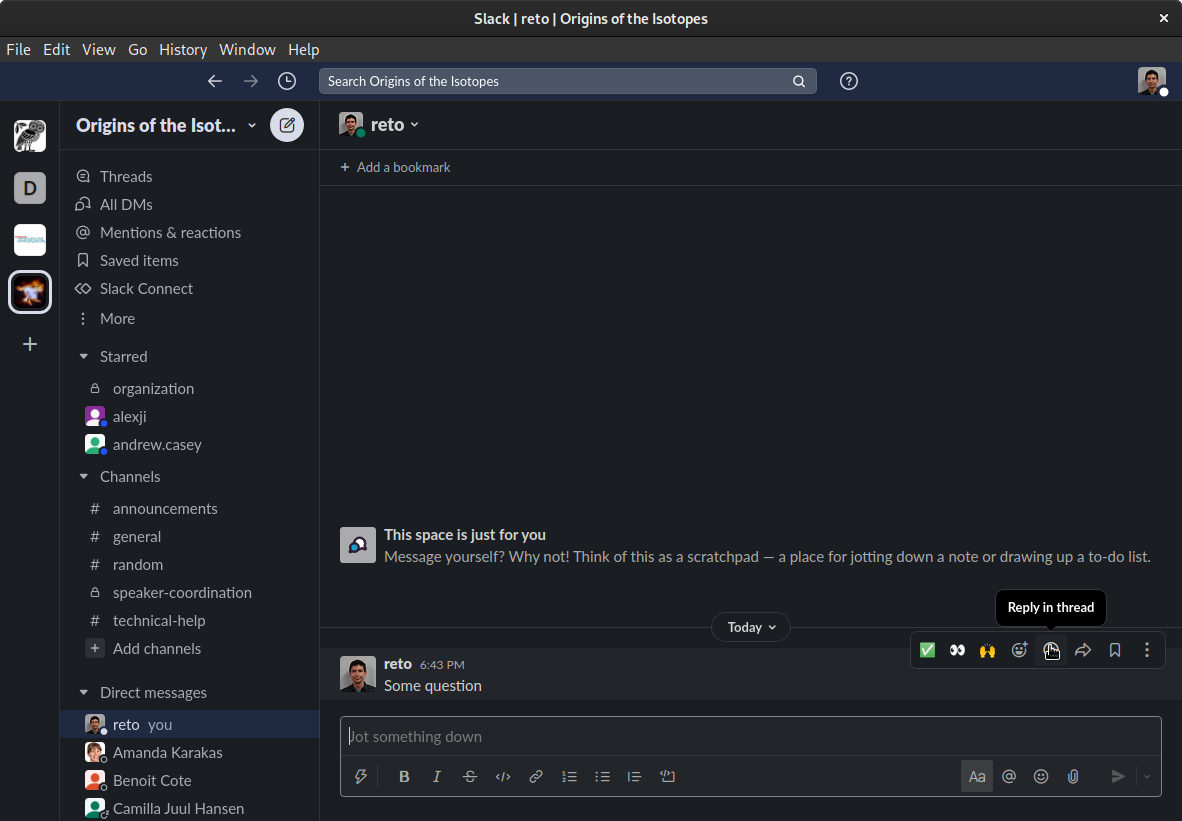 Slack | reto | Origins of the Isotopes
File Edit View Go History Window Help
Search Origins of the Isotopes
Origins of the Isot...
reto
Add a bookmark
D
Threads
All DMs
Mentions & reactions
Saved items
Slack Connect
More
Starred
organization
alexji
andrew.casey
Channels
# announcements
# general
# random
speaker-coordination
# technical-help
+ Add channels
Direct messages
reto you
Amanda Karakas
Benoit Cote
Camilla Juul Hansen
This space is just for you
Message yourself? Why not! Think of this as a scratchpad — a place for jotting down a note or drawing up a to-do list.
Reply in thread
Today
reto 6:43 PM
Some question
Jot something down
B I S </> Aa @